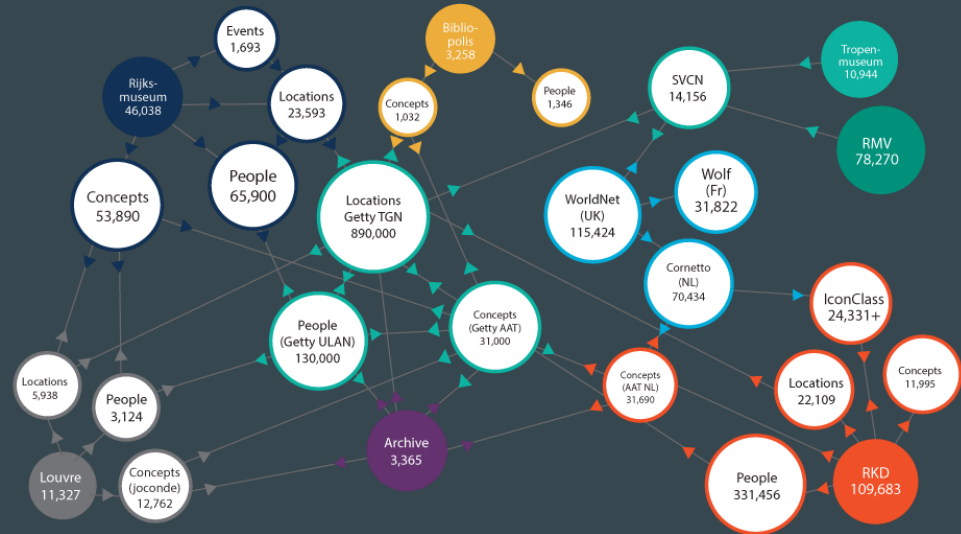 Events
1,693
Biblio-
polis
3,258
Tropen-
museum
10,944
Rijks-
museum
46,038
Locations
23,593
Concepts
1,032
People
1,346
SVCN
14,156
RMV
78,270
Concepts
53,890
People
65,900
Locations
Getty TGN
890,000
WorldNet
(UK)
115,424
Wolf
(Fr)
31,822
Cornetto
(NL)
70,434
IconClass
24,331+
People
(Getty ULAN)
130,000
Concepts
(Getty AAT)
31,000
Locations
5,938
People
3,124
Concepts
(AAT NL)
31,690
Locations
22,109
Concepts
11,995
Louvre
11,327
Concepts
(joconde)
12,762
Archive
3,365
People
331,456
RKD
109,683